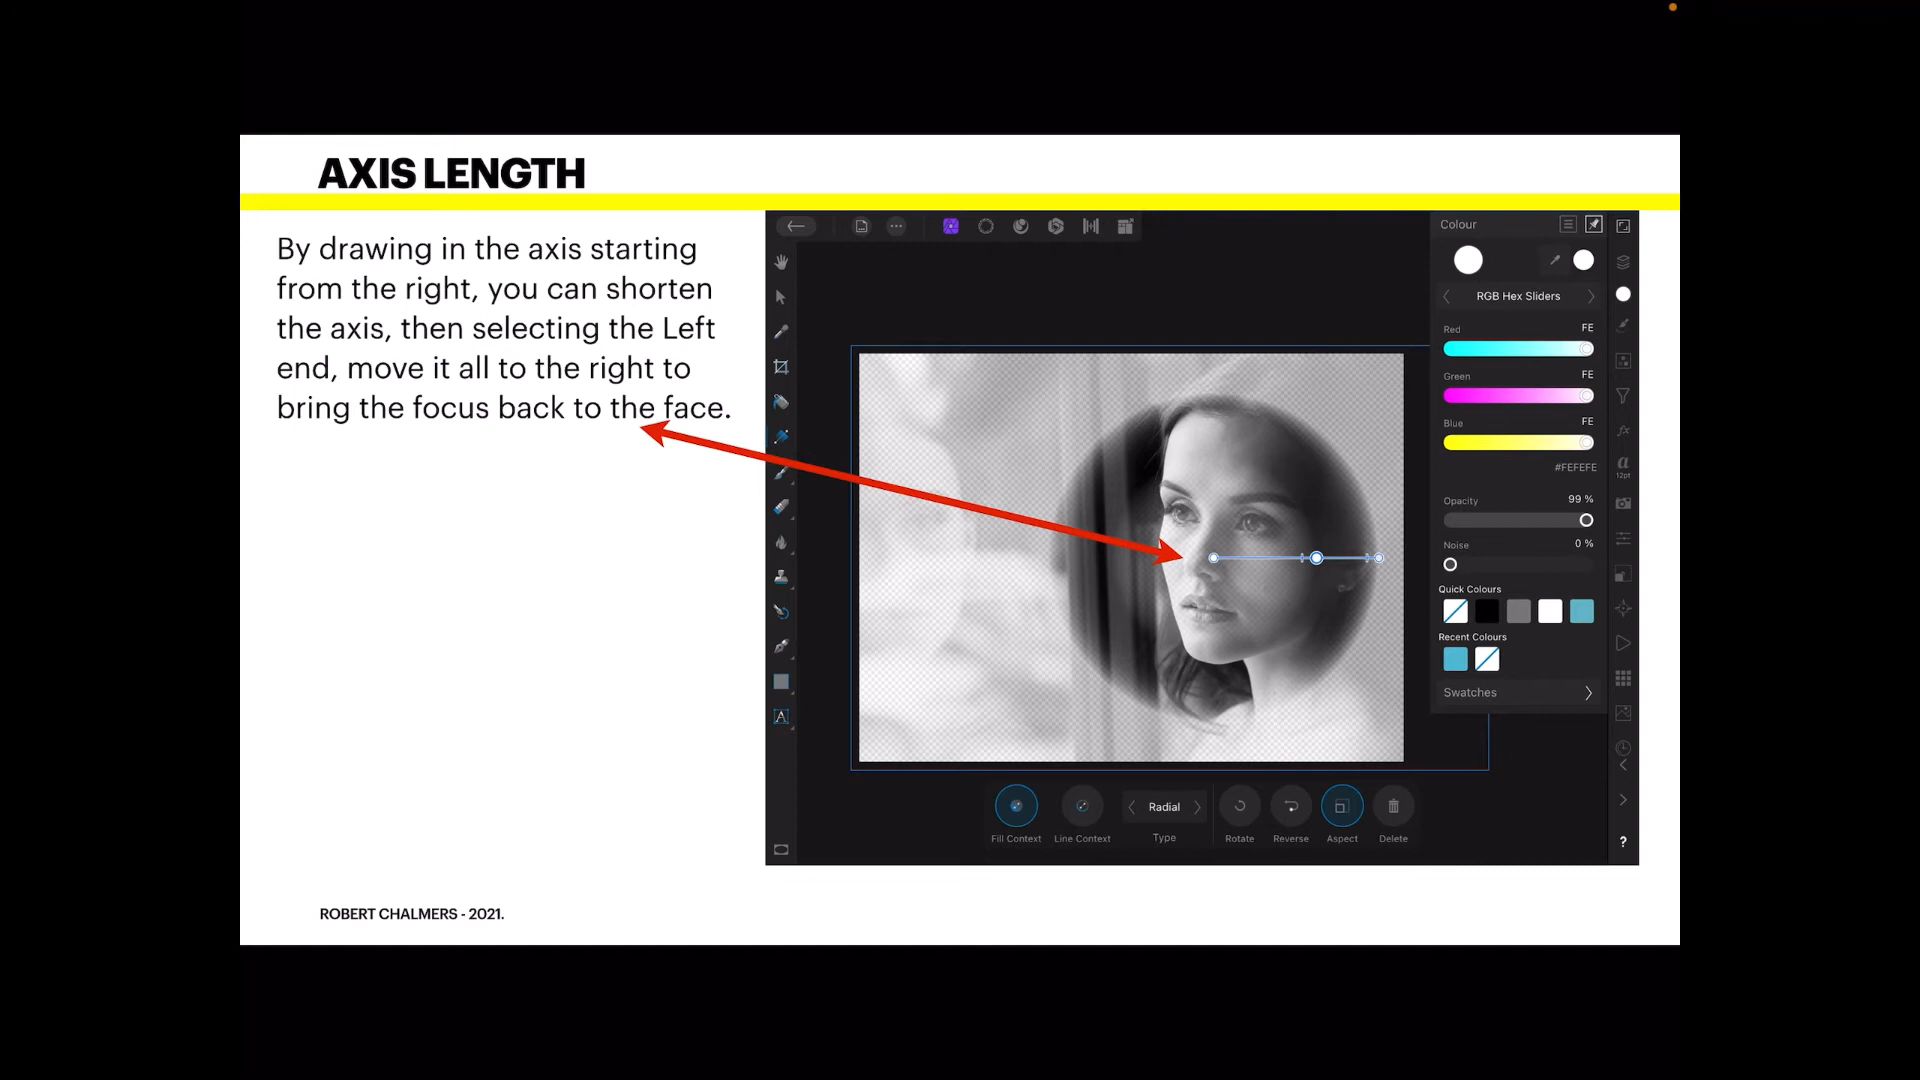 AXIS LENGTH
By drawing in the axis starting
from the right, you can shorten
the axis, then selecting the Left
end, move it all to the right to
bring the focus back to the face.
Colour
RGB Hex Sliders
Red FE
Green FE
Blue FE
#FEFEFE
Opacity 99 %
Noise 0 %
Quick Colours
Recent Colours
Swatches
a
12pt
fx
A
Radial
Fill Context Line Context Type Rotate Reverse Aspect Delete
?
ROBERT CHALMERS - 2021.